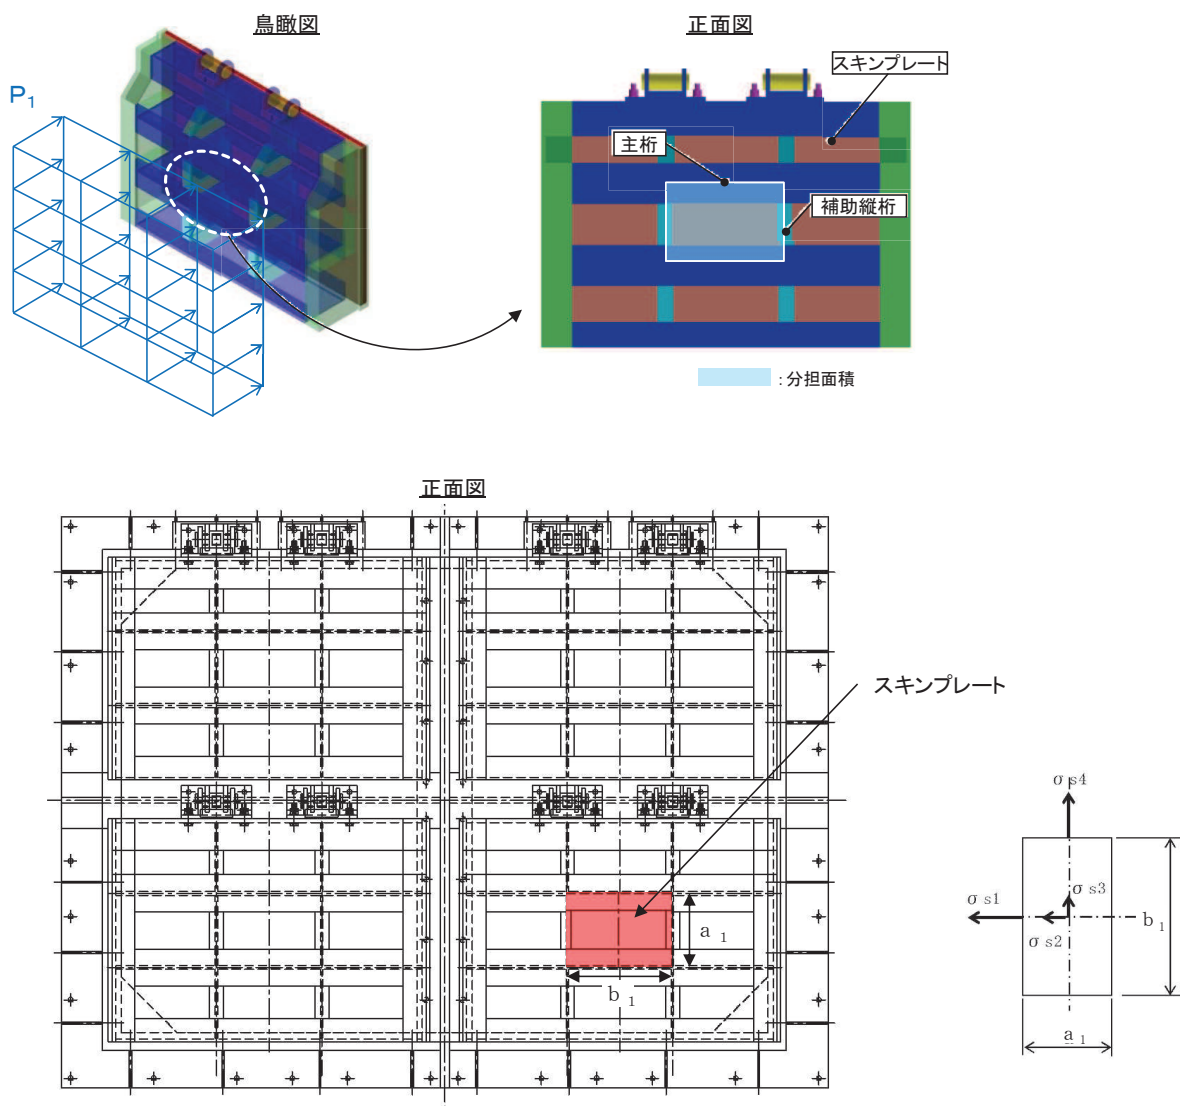 鳥瞰図
正面図
P1
スキンプレート
主桁
補助縦桁
:分担面積
正面図
スキンプレート
a 1
b 1
σ s4
σ s3
σ s1
σ s2
b 1
a 1